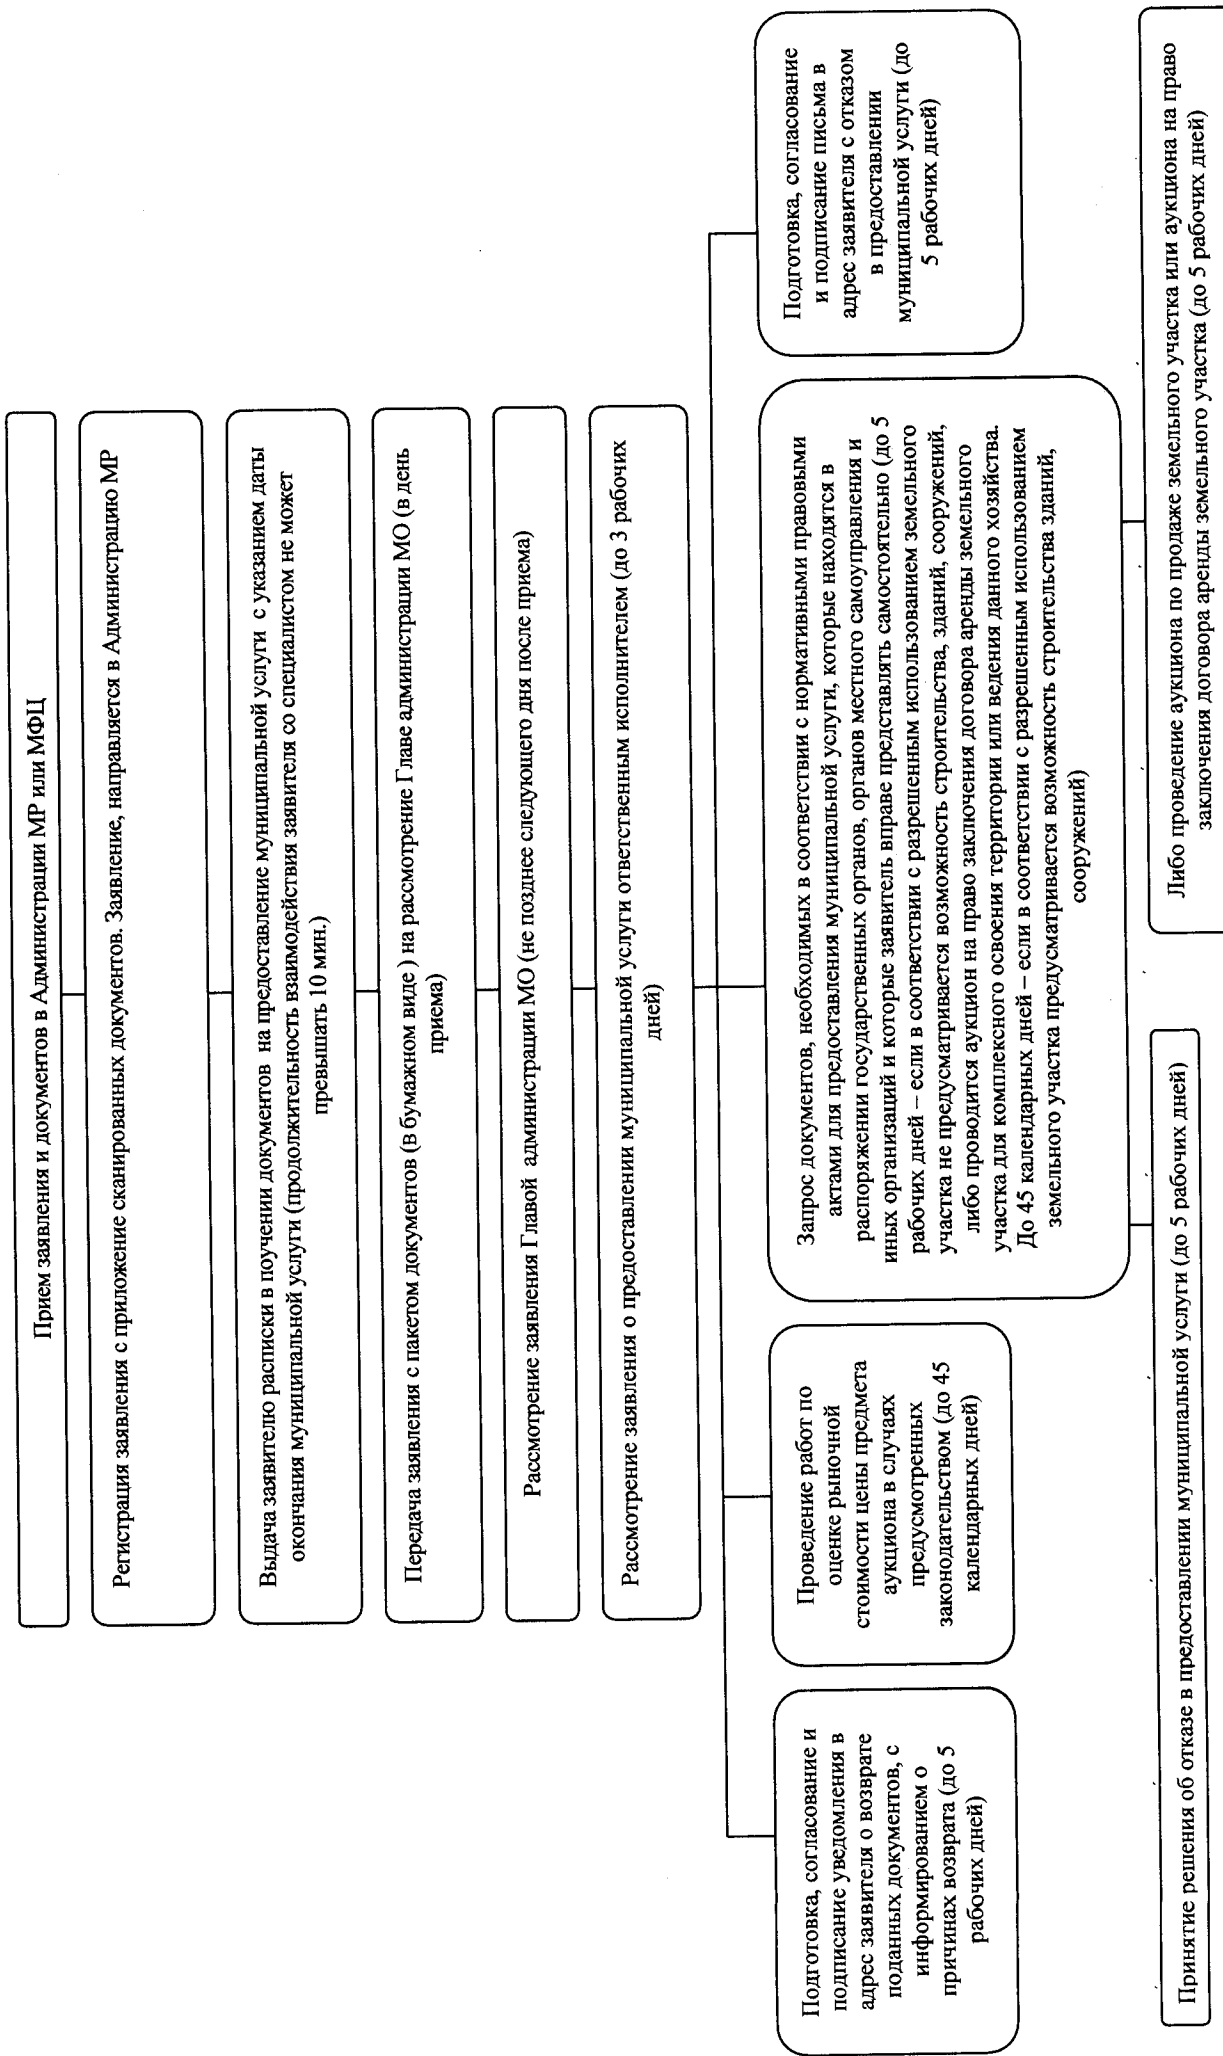 Прием заявления и документов в Администрации МР или МФЦ
Регистрация заявления с приложение сканированных документов. Заявление, направляется в Администрацию МР
Выдача заявителю расписки в поучении документов на предоставление муниципальной услуги с указанием даты
окончания муниципальной услуги (продолжительность взаимодействия заявителя со специалистом не может
превышать 10 мин.)
Передача заявления с пакетом документов (в бумажном виде ) на рассмотрение Главе администрации МО (в день
приема)
Рассмотрение заявления Главой администрации МО (не позднее следующего дня после приема)
Рассмотрение заявления о предоставлении муниципальной услуги ответственным исполнителем (до 3 рабочих
дней)
Подготовка, согласование и
подписание уведомления в
адрес заявителя о возврате
поданных документов, с
информированием о
причинах возврата (до 5
рабочих дней)
Проведение работ по
оценке рыночной
стоимости цены предмета
аукциона в случаях
предусмотренных
законодательством (до 45
календарных дней)
Запрос документов, необходимых в соответствии с нормативными правовыми
актами для предоставления муниципальной услуги, которые находятся в
распоряжении государственных органов, органов местного самоуправления и
иных организаций и которые заявитель вправе представлять самостоятельно (до 5
рабочих дней – если в соответствии с разрешенным использованием земельного
участка не предусматривается возможность строительства, зданий, сооружений,
либо проводится аукцион на право заключения договора аренды земельного
участка для комплексного освоения территории или ведения данного хозяйства.
До 45 календарных дней – если в соответствии с разрешенным использованием
земельного участка предусматривается возможность строительства зданий,
сооружений)
Подготовка, согласование
и подписание письма в
адрес заявителя с отказом
в предоставлении
муниципальной услуги (до
5 рабочих дней)
Принятие решения об отказе в предоставлении муниципальной услуги (до 5 рабочих дней)
Либо проведение аукциона по продаже земельного участка или аукциона на право
заключения договора аренды земельного участка (до 5 рабочих дней)